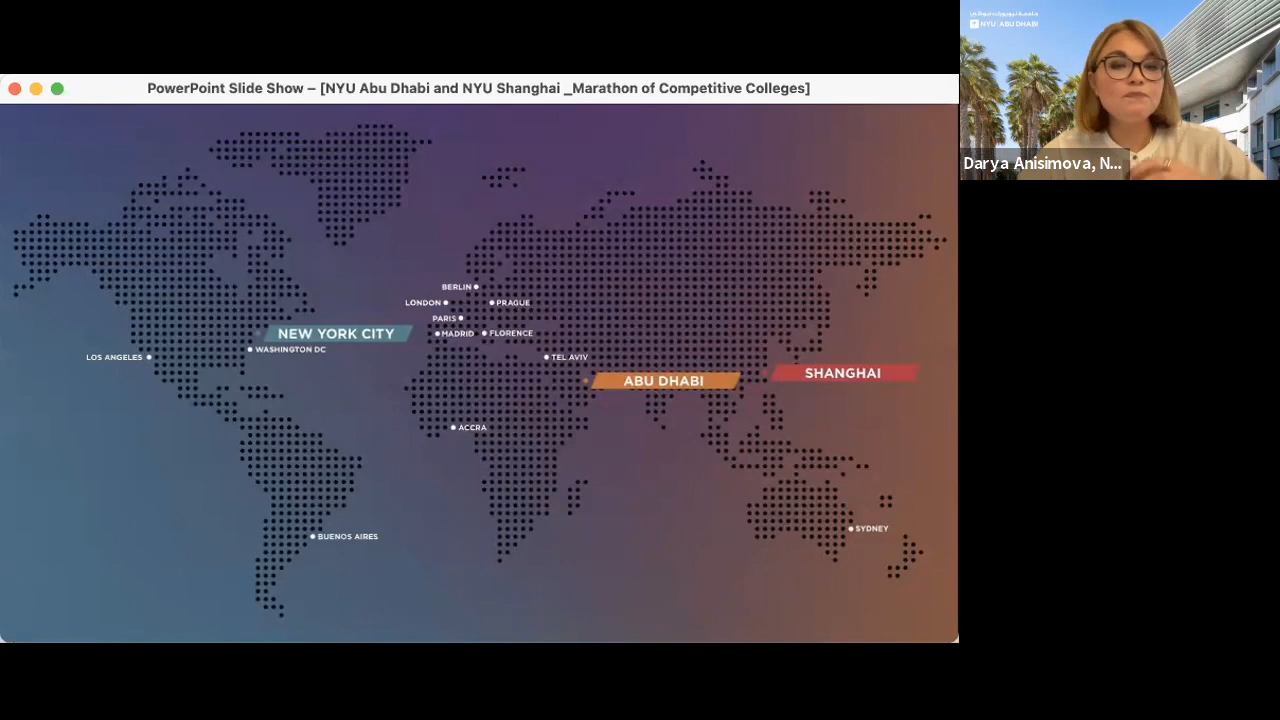 PowerPoint Slide Show – [NYU Abu Dhabi and NYU Shanghai _Marathon of Competitive Colleges]
NYU ABU DHABI
Darya Anisimova, N...
BERLIN
LONDON
PRAGUE
PARIS
NEW YORK CITY
MADRID
FLORENCE
WASHINGTON DC
LOS ANGELES
TEL AVIV
SHANGHAI
ABU DHABI
ACCRA
SYDNEY
BUENOS AIRES